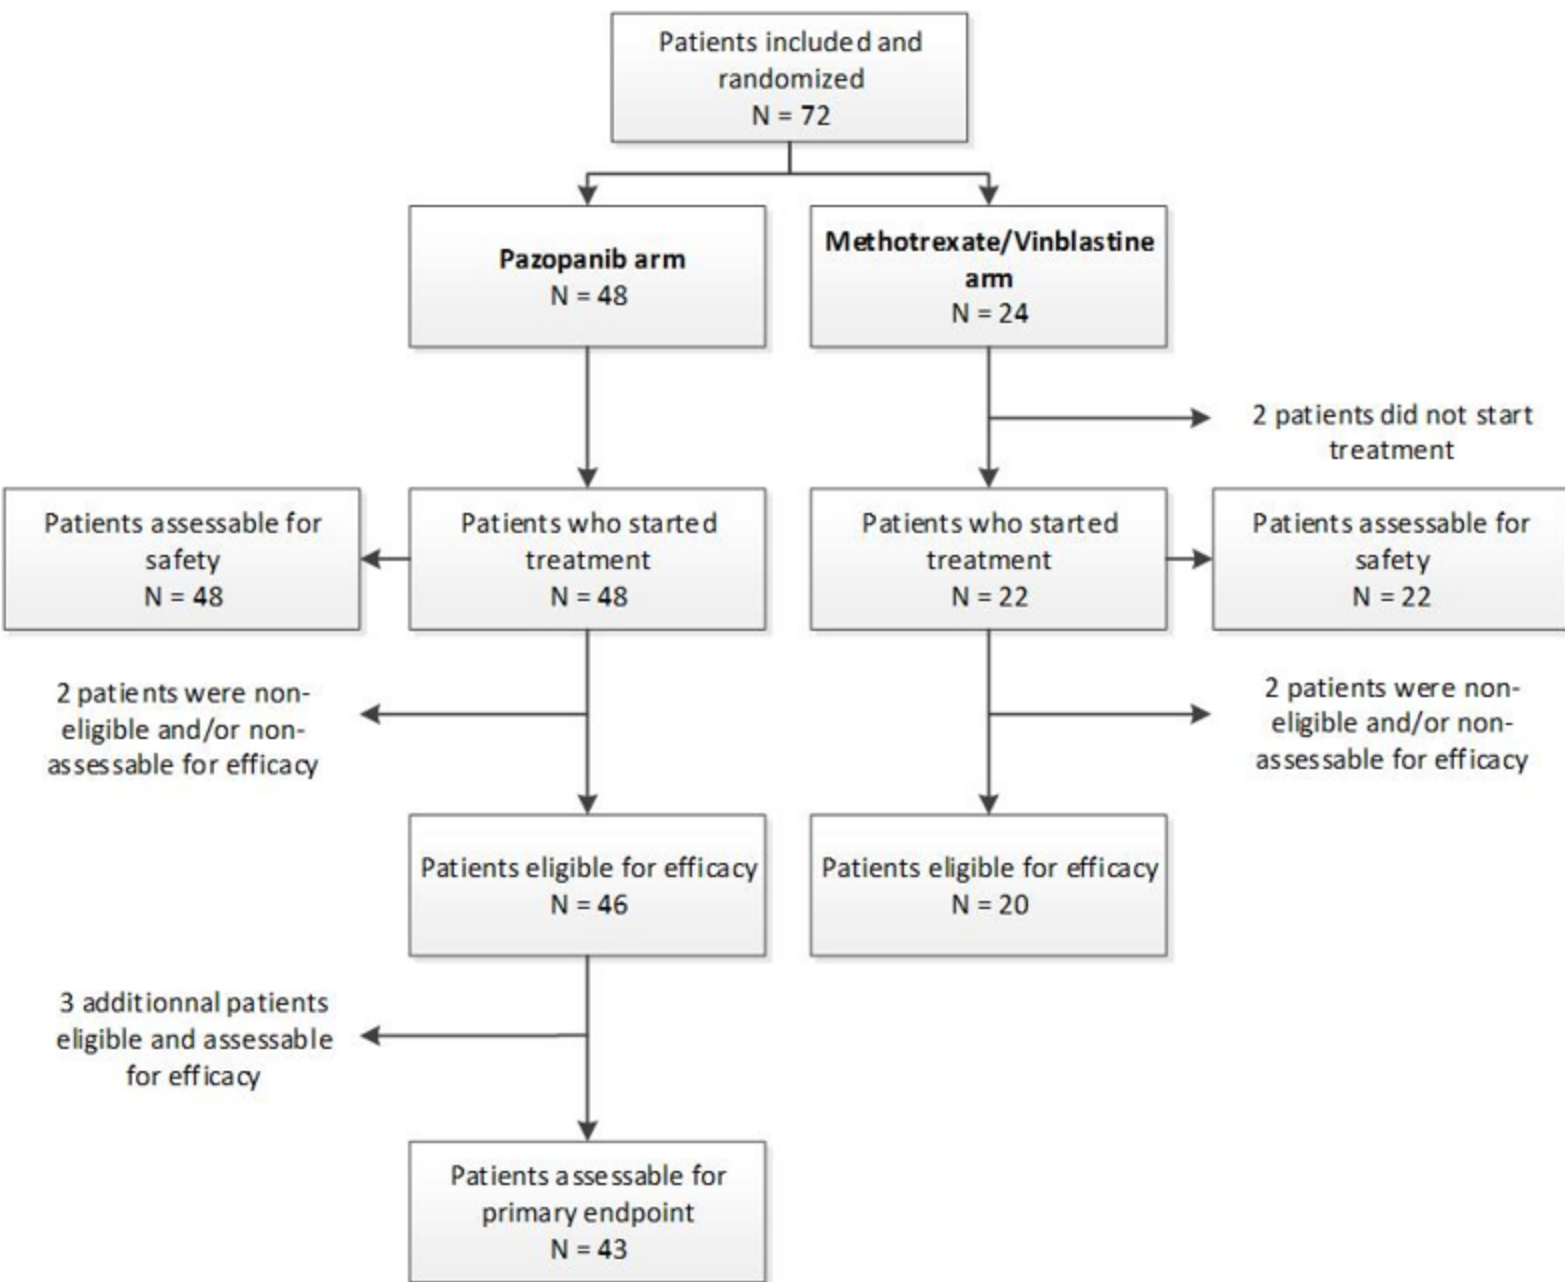 Patients included and
randomized
N = 72
Pazopanib arm
N = 48
Methotrexate/Vinblastine
arm
N = 24
2 patients did not start
treatment
Patients assessable for
safety
N = 48
Patients who started
treatment
N = 48
Patients who started
treatment
N = 22
Patients assessable for
safety
N = 22
2 patients were non-
eligible and/or non-
assessable for efficacy
2 patients were non-
eligible and/or non-
assessable for efficacy
Patients eligible for efficacy
N = 46
Patients eligible for efficacy
N = 20
3 additionnal patients
eligible and assessable
for efficacy
Patients assessable for
primary endpoint
N = 43